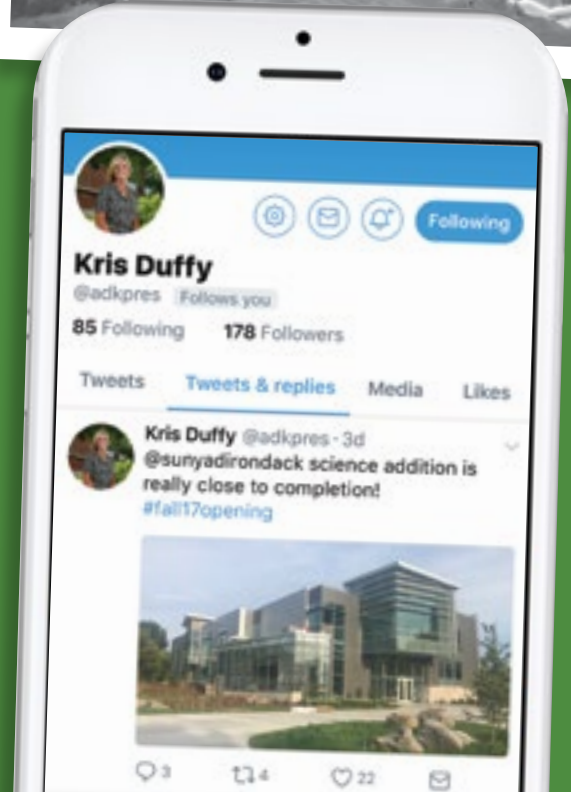 Following
Kris Duffy
@adkpres Follows you
85 Following 178 Followers
Tweets Tweets & replies Media Likes
Kris Duffy @adkpres · 3d
@sunyadirondack science addition is
really close to completion!
#fall17opening
3 4 22